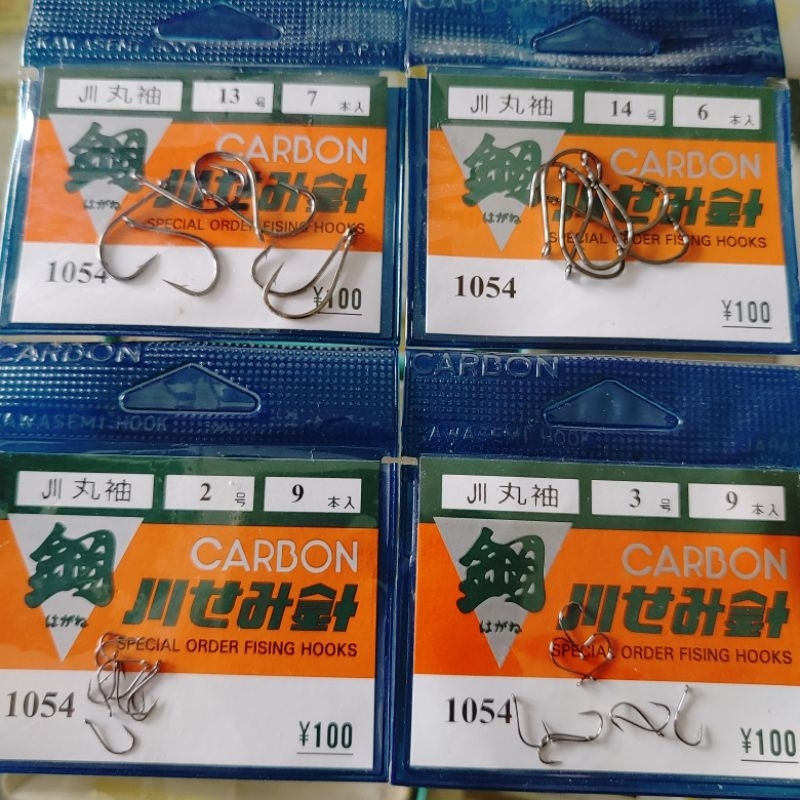 CARBON
KAWASEMI HOOK JAPAN
川 丸袖 13号 7本入
鋼
はがね
CARBON
川せみ針
SPECIAL ORDER FISING HOOKS
1054
¥100
川 丸袖 14号 6本入
鋼
はがね
CARBON
川せみ針
SPECIAL ORDER FISING HOOKS
1054
¥100
CARBON
KAWASEMI HOOK
川 丸袖 2号 9本入
鋼
はがね
CARBON
川せみ針
SPECIAL ORDER FISING HOOKS
1054
¥100
CARBON
KAWASEMI HOOK JAPAN
川 丸袖 3号 9本入
鋼
はがね
CARBON
川せみ針
SPECIAL ORDER FISING HOOKS
1054
¥100